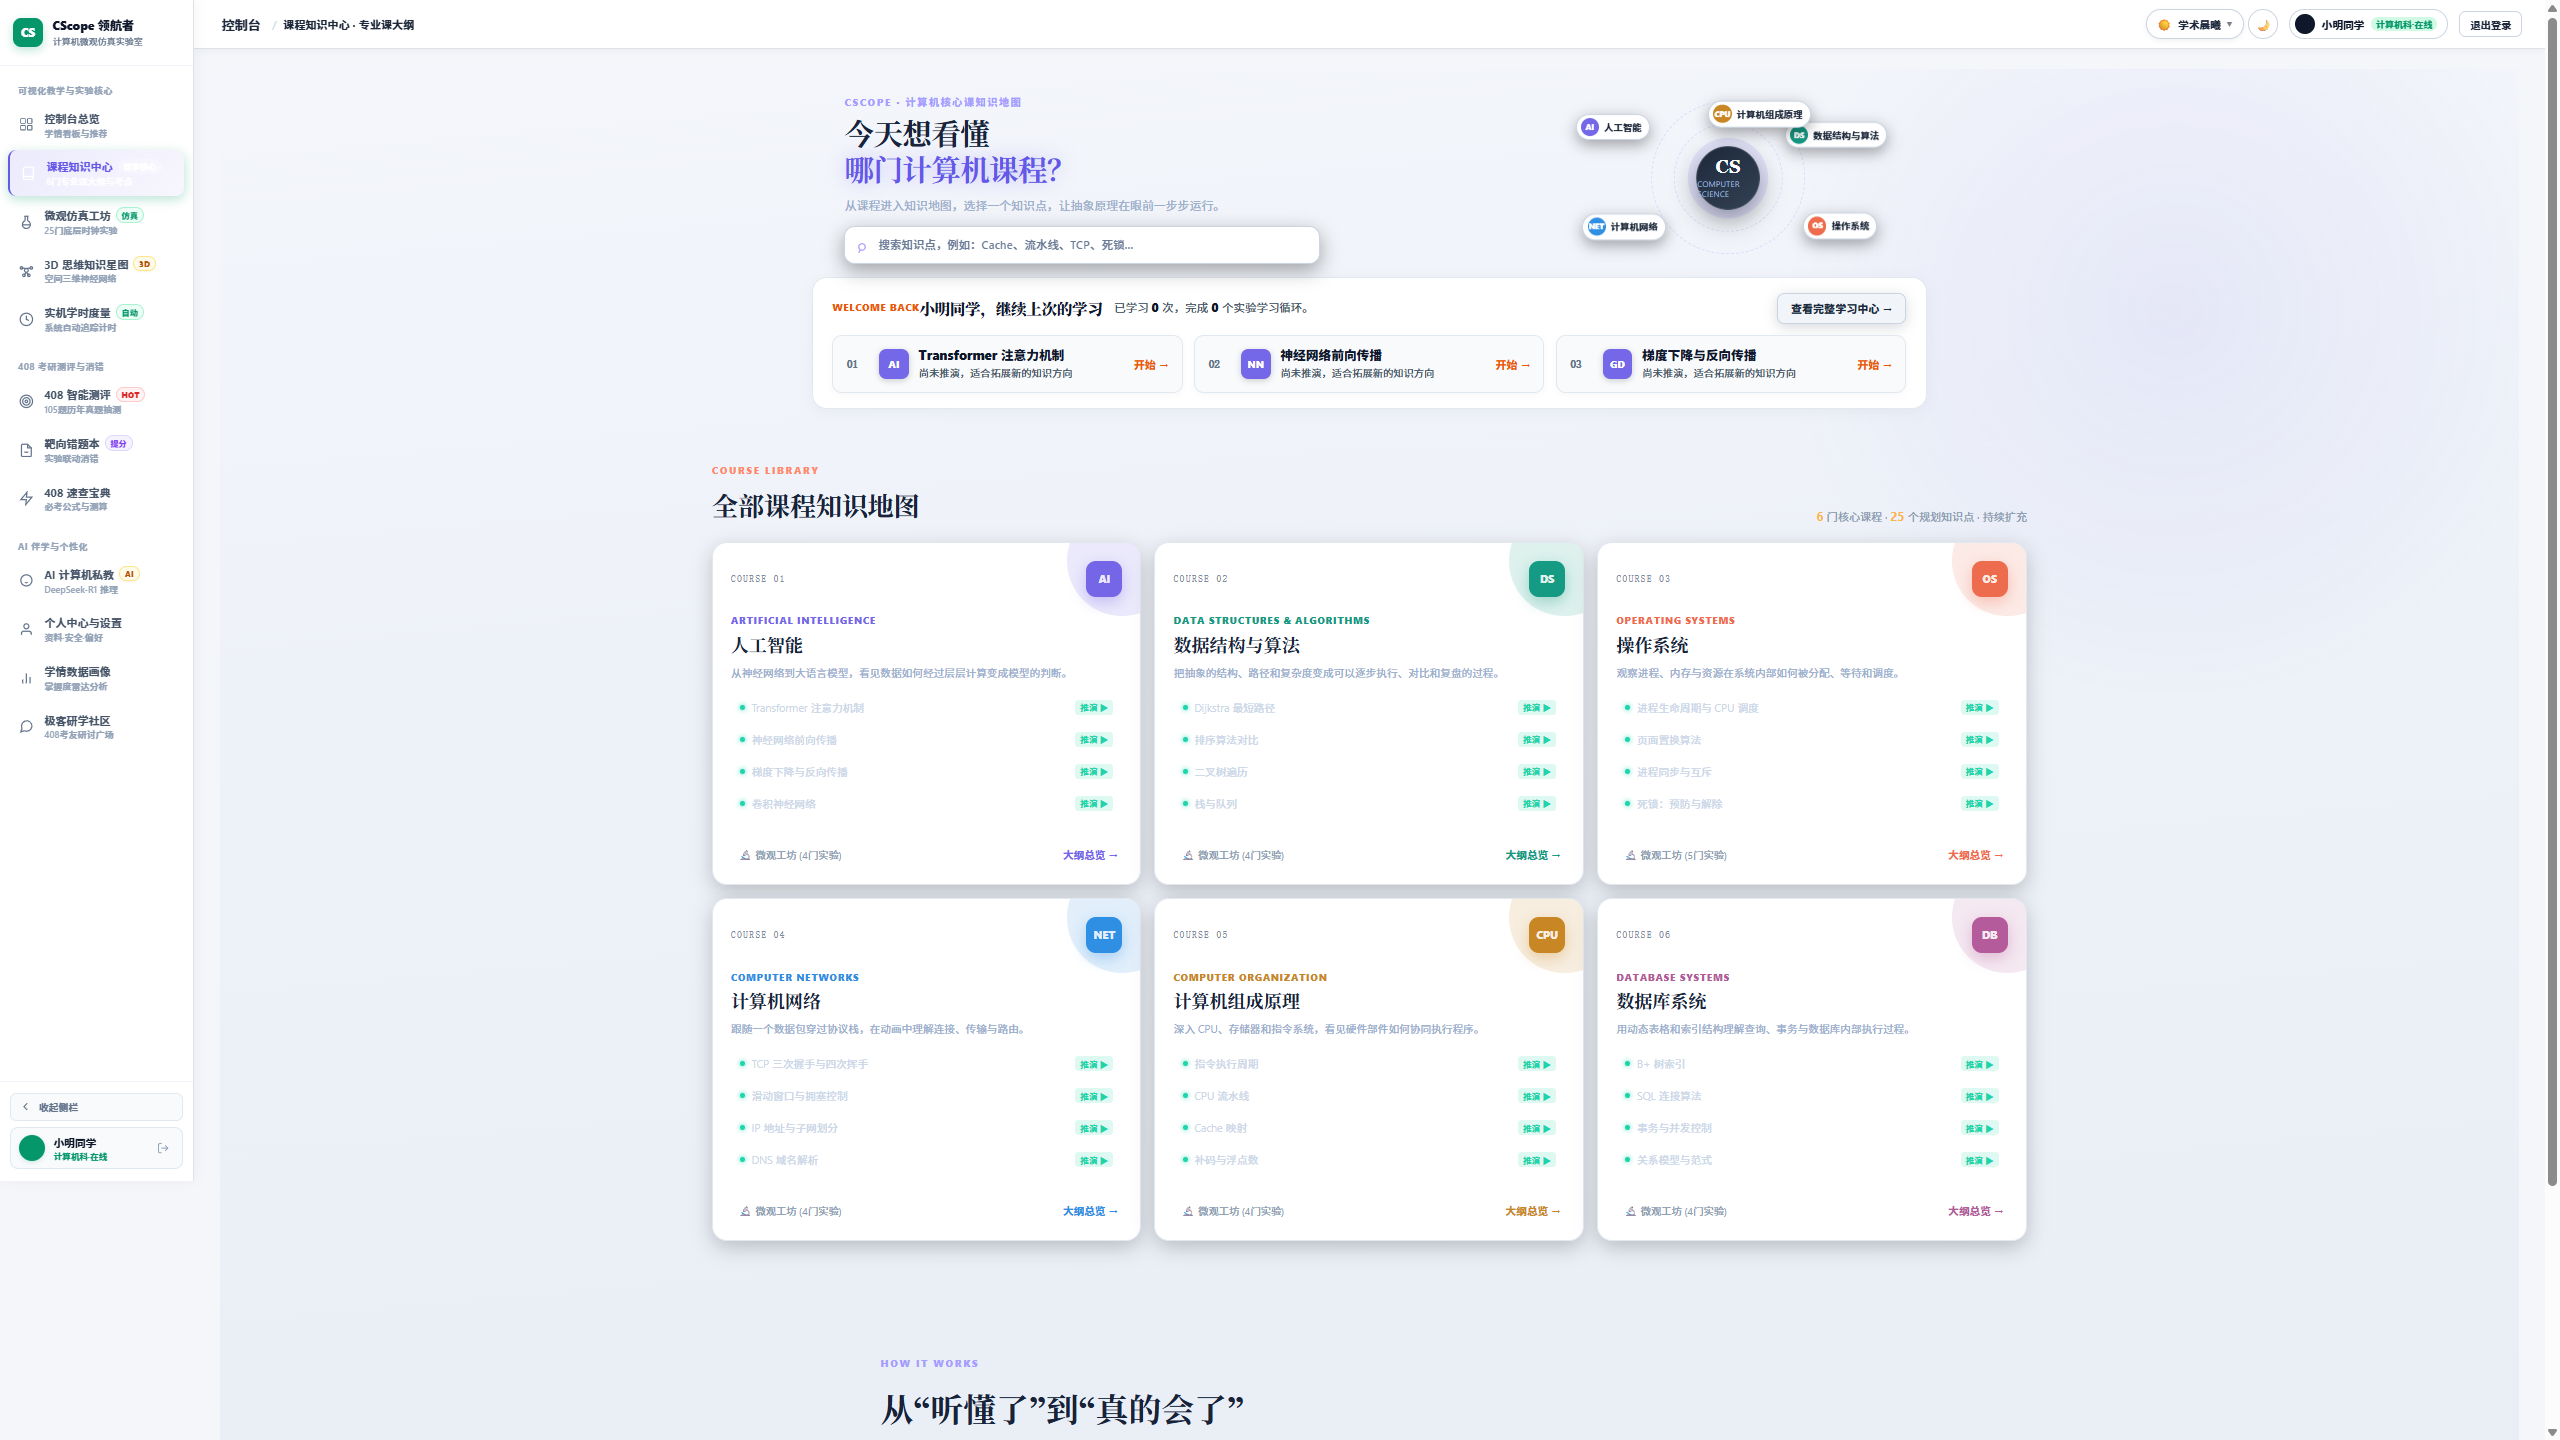 CS
CScope 领航者
计算机微观仿真实验室
可视化教学与实验核心
控制台总览
学情看板与推荐
课程知识中心
微观仿真工坊 仿真
25门底层时钟实验
3D 思维知识星图 3D
空间三维神经网络
实机学时度量 自动
系统自动追踪计时
408 考研测评与消错
408 智能测评 HOT
105题历年真题抽测
靶向错题本 提分
实验联动消错
408 速查宝典
必考公式与测算
AI 伴学与个性化
AI 计算机私教 AI
DeepSeek-R1 推理
个人中心与设置
资料·安全·偏好
学情数据画像
掌握度雷达分析
极客研学社区
408考友研讨广场
收起侧栏
小明同学
计算机科·在线
控制台 / 课程知识中心 · 专业课大纲
学术晨曦 ▾
小明同学 计算机科·在线
退出登录
CSCOPE · 计算机核心课知识地图
今天想看懂
哪门计算机课程？
从课程进入知识地图，选择一个知识点，让抽象原理在眼前一步步运行。
搜索知识点，例如：Cache、流水线、TCP、死锁...
AI 人工智能
CPU 计算机组成原理
DS 数据结构与算法
CS
COMPUTER
SCIENCE
NET 计算机网络
OS 操作系统
WELCOME BACK 小明同学，继续上次的学习 已学习 0 次，完成 0 个实验学习循环。
查看完整学习中心 →
01 AI Transformer 注意力机制
尚未推演，适合拓展新的知识方向
开始 →
02 NN 神经网络前向传播
尚未推演，适合拓展新的知识方向
开始 →
03 GD 梯度下降与反向传播
尚未推演，适合拓展新的知识方向
开始 →
COURSE LIBRARY
全部课程知识地图
6 门核心课程 · 25 个规划知识点 · 持续扩充
COURSE 01
AI
ARTIFICIAL INTELLIGENCE
人工智能
从神经网络到大语言模型，看见数据如何经过层层计算变成模型的判断。
Transformer 注意力机制 推演 ▶
神经网络前向传播 推演 ▶
梯度下降与反向传播 推演 ▶
卷积神经网络 推演 ▶
微观工坊 (4门实验) 大纲总览 →
COURSE 02
DS
DATA STRUCTURES & ALGORITHMS
数据结构与算法
把抽象的结构、路径和复杂度变成可以逐步执行、对比和复盘的过程。
Dijkstra 最短路径 推演 ▶
排序算法对比 推演 ▶
二叉树遍历 推演 ▶
栈与队列 推演 ▶
微观工坊 (4门实验) 大纲总览 →
COURSE 03
OS
OPERATING SYSTEMS
操作系统
观察进程、内存与资源在系统内部如何被分配、等待和调度。
进程生命周期与 CPU 调度 推演 ▶
页面置换算法 推演 ▶
进程同步与互斥 推演 ▶
死锁：预防与解除 推演 ▶
微观工坊 (5门实验) 大纲总览 →
COURSE 04
NET
COMPUTER NETWORKS
计算机网络
跟随一个数据包穿过协议栈，在动画中理解连接、传输与路由。
TCP 三次握手与四次挥手 推演 ▶
滑动窗口与拥塞控制 推演 ▶
IP 地址与子网划分 推演 ▶
DNS 域名解析 推演 ▶
微观工坊 (4门实验) 大纲总览 →
COURSE 05
CPU
COMPUTER ORGANIZATION
计算机组成原理
深入 CPU、存储器和指令系统，看见硬件部件如何协同执行程序。
指令执行周期 推演 ▶
CPU 流水线 推演 ▶
Cache 映射 推演 ▶
补码与浮点数 推演 ▶
微观工坊 (4门实验) 大纲总览 →
COURSE 06
DB
DATABASE SYSTEMS
数据库系统
用动态表格和索引结构理解查询、事务与数据库内部执行过程。
B+ 树索引 推演 ▶
SQL 连接算法 推演 ▶
事务与并发控制 推演 ▶
关系模型与范式 推演 ▶
微观工坊 (4门实验) 大纲总览 →
HOW IT WORKS
从“听懂了”到“真的会了”